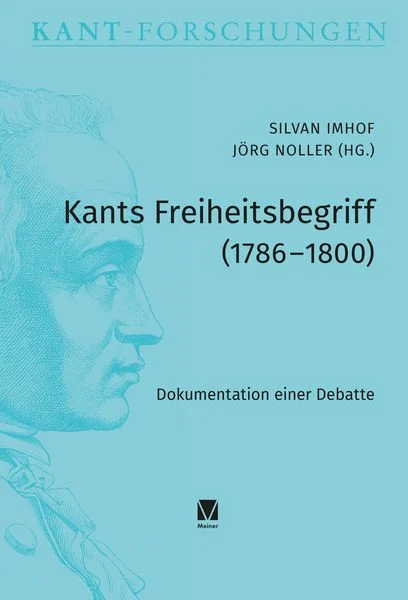 KANT-FORSCHUNGEN
SILVAN IMHOF
JÖRG NOLLER (HG.)
Kants Freiheitsbegriff
(1786–1800)
Dokumentation einer Debatte
Meiner